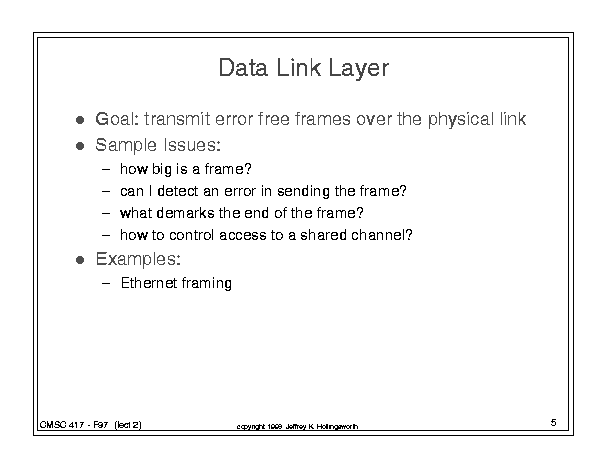 Data Link Layer
● Goal: transmit error free frames over the physical link
● Sample Issues:
– how big is a frame?
– can I detect an error in sending the frame?
– what demarks the end of the frame?
– how to control access to a shared channel?
● Examples:
– Ethernet framing
CMSC 417 - F97 (lect 2)
copyright 1996 Jeffrey K. Hollingsworth
5